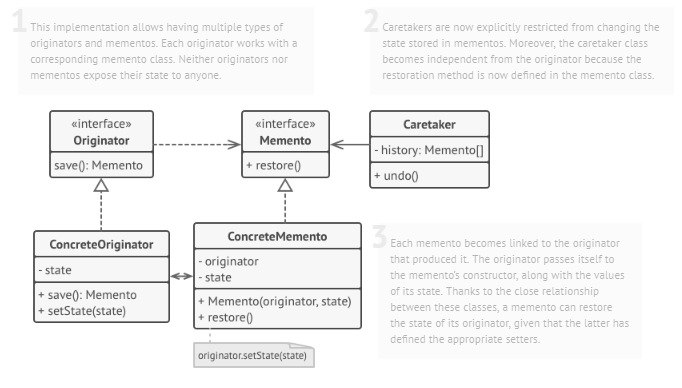 1
This implementation allows having multiple types of
originators and mementos. Each originator works with a
corresponding memento class. Neither originators nor
mementos expose their state to anyone.
2
Caretakers are now explicitly restricted from changing the
state stored in mementos. Moreover, the caretaker class
becomes independent from the originator because the
restoration method is now defined in the memento class.
«interface»
Originator
save(): Memento
«interface»
Memento
+ restore()
Caretaker
- history: Memento[]
+ undo()
ConcreteOriginator
- state
+ save(): Memento
+ setState(state)
ConcreteMemento
- originator
- state
+ Memento(originator, state)
+ restore()
originator.setState(state)
3
Each memento becomes linked to the originator
that produced it. The originator passes itself to
the memento's constructor, along with the values
of its state. Thanks to the close relationship
between these classes, a memento can restore
the state of its originator, given that the latter has
defined the appropriate setters.